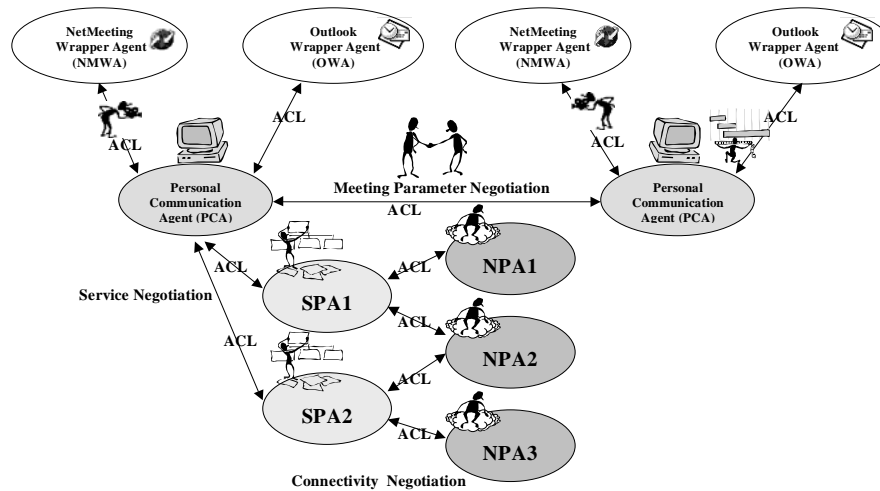 NetMeeting
Wrapper Agent
(NMWA)
Outlook
Wrapper Agent
(OWA)
NetMeeting
Wrapper Agent
(NMWA)
Outlook
Wrapper Agent
(OWA)
ACL
ACL
ACL
ACL
Personal
Communication
Agent (PCA)
Meeting Parameter Negotiation
ACL
Personal
Communication
Agent (PCA)
ACL
Service Negotiation
SPA1
ACL
NPA1
ACL
ACL
NPA2
SPA2
ACL
ACL
NPA3
Connectivity Negotiation